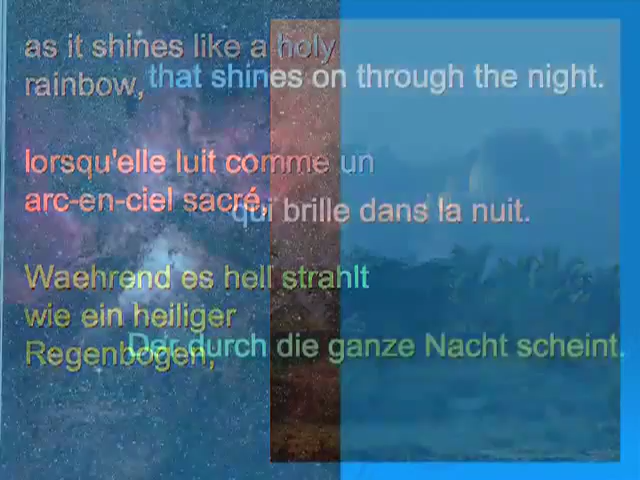 as it shines like a holy
rainbow,
that shines on through the night.
lorsqu'elle luit comme un
arc-en-ciel sacré,
qui brille dans la nuit.
Waehrend es hell strahlt
wie ein heiliger
Regenbogen,
Der durch die ganze Nacht scheint.